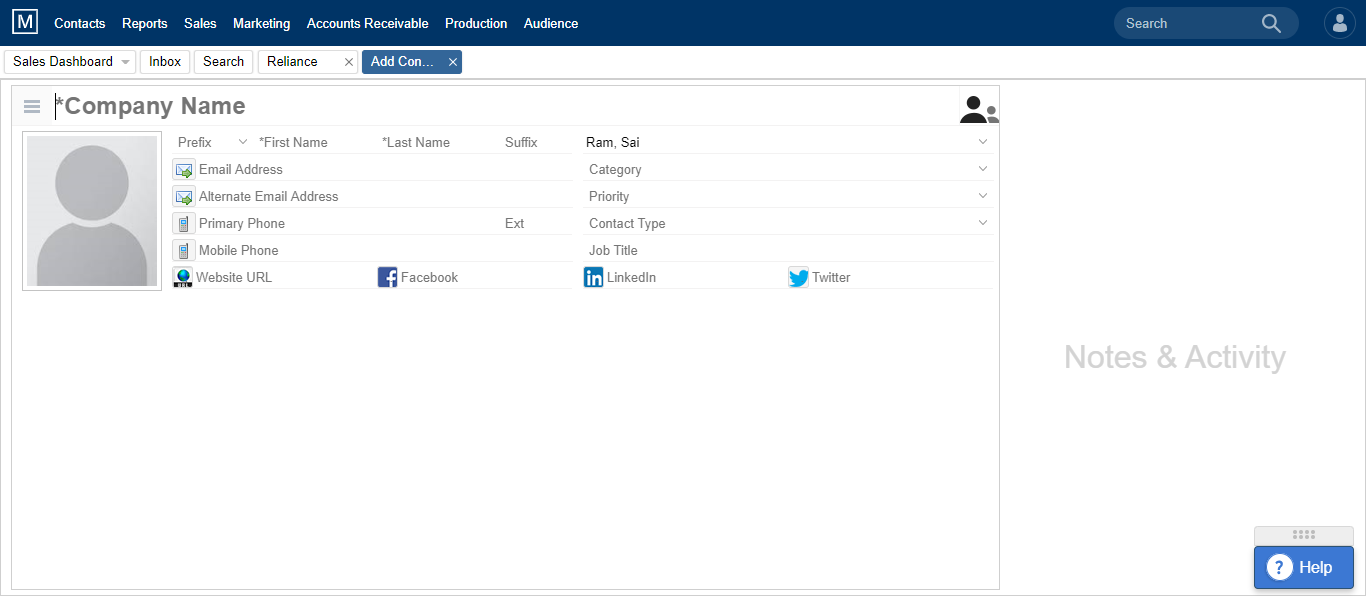 M Contacts Reports Sales Marketing Accounts Receivable Production Audience Search
Sales Dashboard Inbox Search Reliance Add Con...
*Company Name
Prefix *First Name *Last Name Suffix Ram, Sai
Email Address Category
Alternate Email Address Priority
Primary Phone Ext Contact Type
Mobile Phone Job Title
URL Website URL f Facebook in LinkedIn Twitter
Notes & Activity
? Help